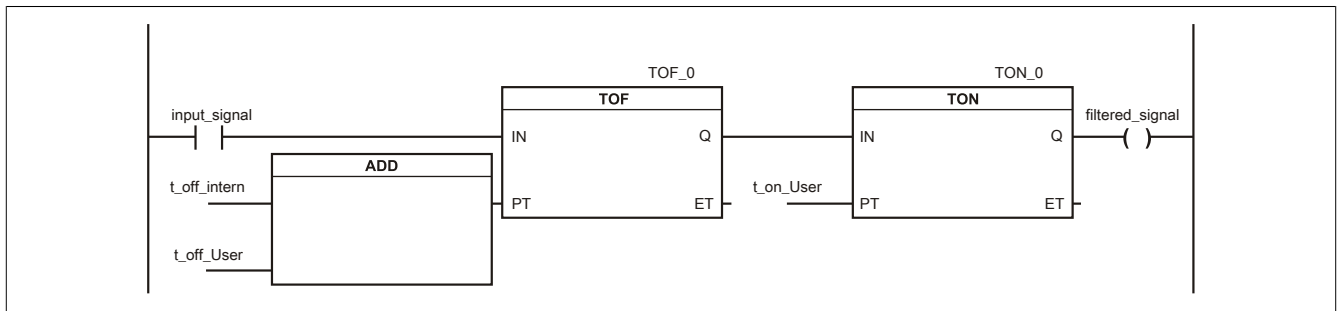 TOF_0
TON_0
TOF
TON
input_signal
filtered_signal
IN
Q
IN
Q
ADD
t_off_intern
t_on_User
PT
ET
PT
ET
t_off_User